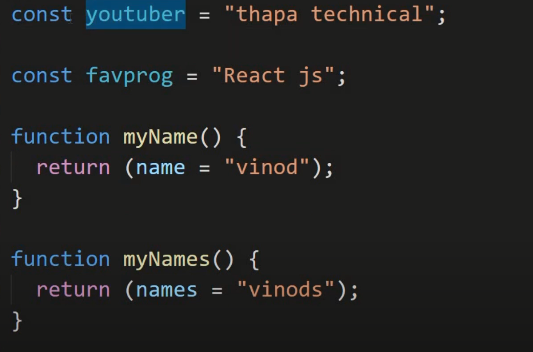 const youtuber = "thapa technical";
const favprog = "React js";
function myName() {
return (name = "vinod");
}
function myNames() {
return (names = "vinods");
}